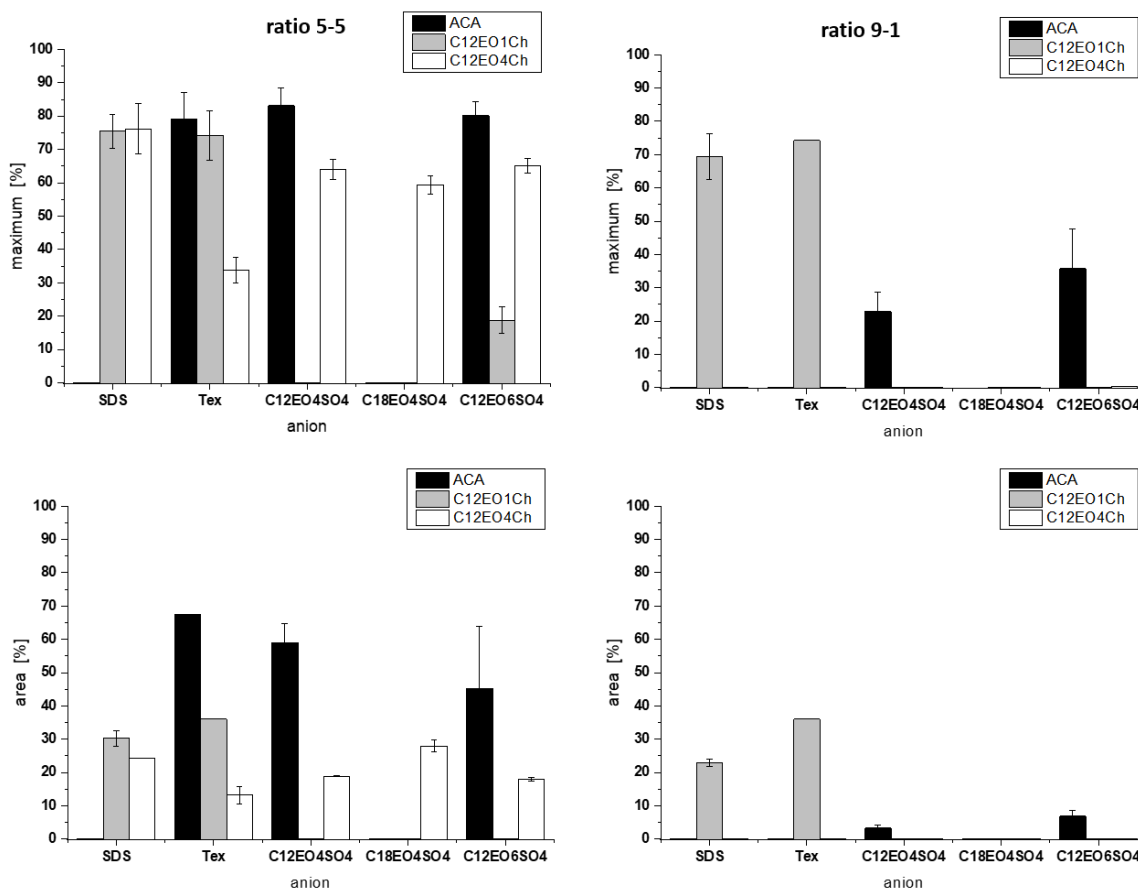 ratio 5-5
ACA
C12EO1Ch
C12EO4Ch
100
90
80
70
60
50
40
30
20
10
0
maximum [%]
SDS Tex C12EO4SO4 C18EO4SO4 C12EO6SO4
anion
ratio 9-1
ACA
C12EO1Ch
C12EO4Ch
100
90
80
70
60
50
40
30
20
10
0
maximum [%]
SDS Tex C12EO4SO4 C18EO4SO4 C12EO6SO4
anion
ACA
C12EO1Ch
C12EO4Ch
100
90
80
70
60
50
40
30
20
10
0
area [%]
SDS Tex C12EO4SO4 C18EO4SO4 C12EO6SO4
anion
ACA
C12EO1Ch
C12EO4Ch
100
90
80
70
60
50
40
30
20
10
0
area [%]
SDS Tex C12EO4SO4 C18EO4SO4 C12EO6SO4
anion